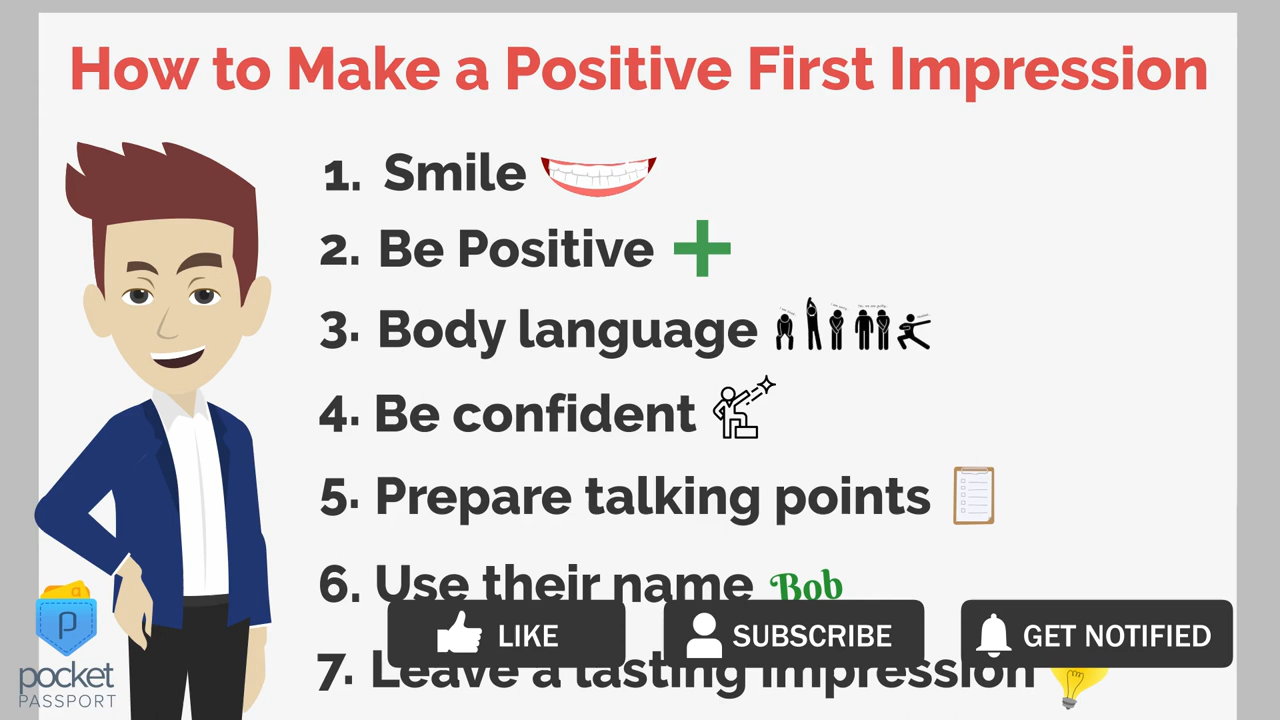 How to Make a Positive First Impression
1. Smile
2. Be Positive
3. Body language
4. Be confident
5. Prepare talking points
6. Use their name Bob
LIKE
SUBSCRIBE
GET NOTIFIED
7. Leave a lasting impression
p
pocket
PASSPORT